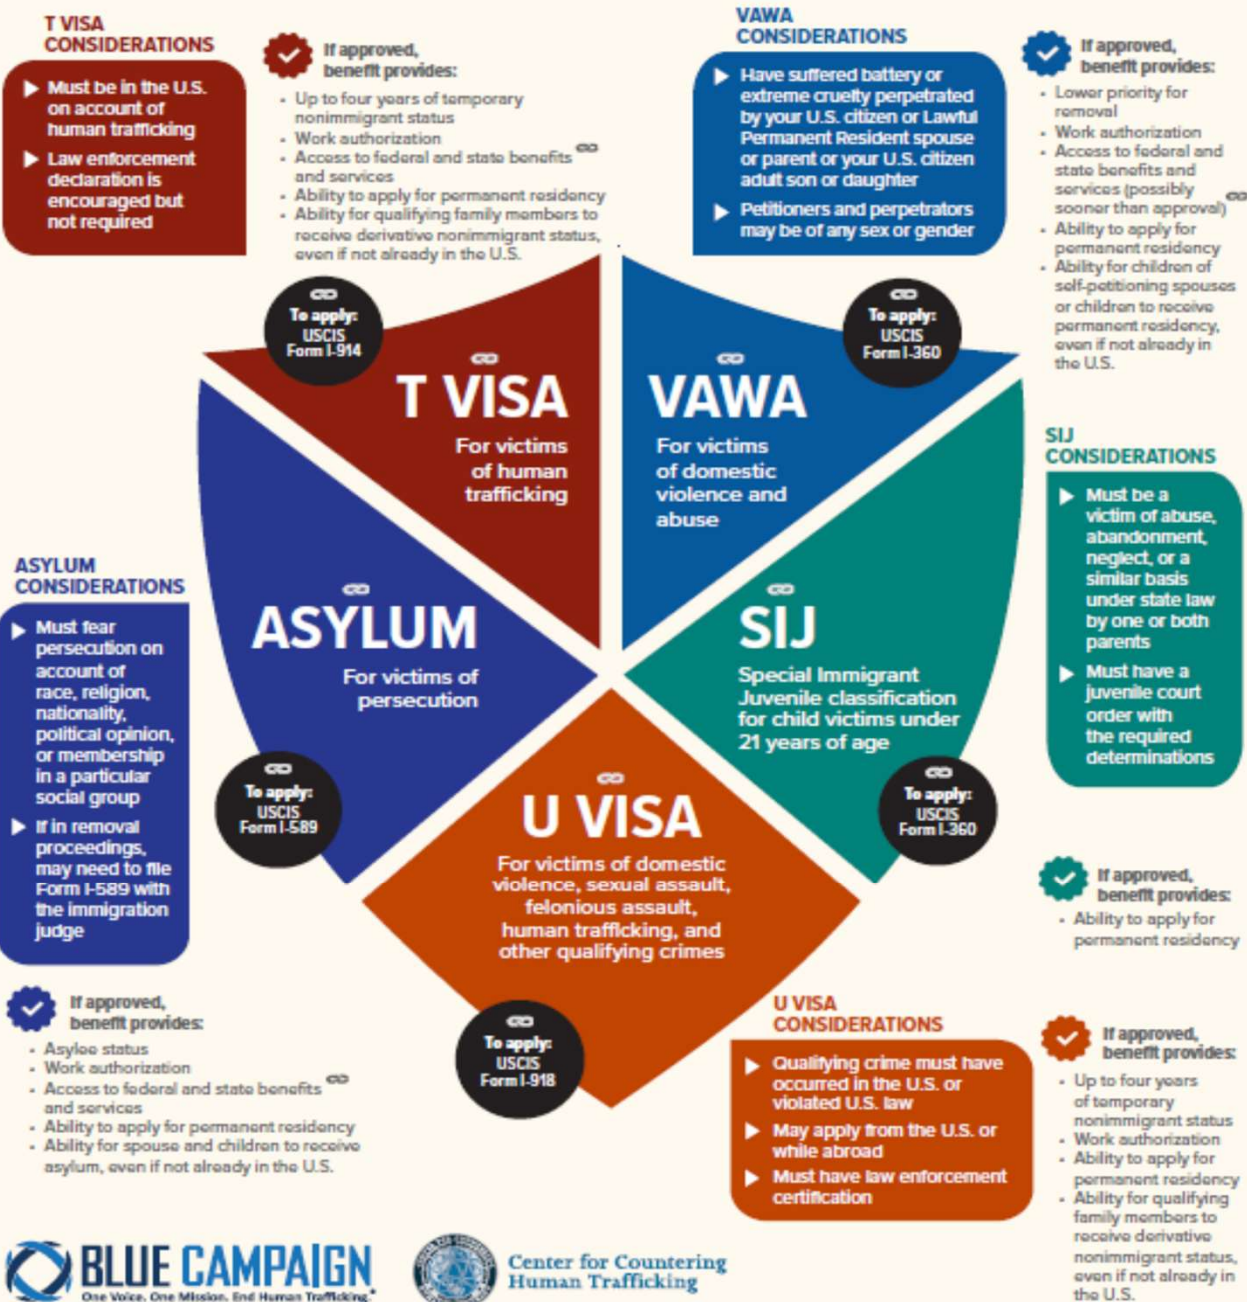 T VISA
CONSIDERATIONS
▶ Must be in the U.S.
on account of
human trafficking
▶ Law enforcement
declaration is
encouraged but
not required
If approved,
benefit provides:
- Up to four years of temporary
nonimmigrant status
- Work authorization
- Access to federal and state benefits
and services
- Ability to apply for permanent residency
- Ability for qualifying family members to
receive derivative nonimmigrant status,
even if not already in the U.S.
VAWA
CONSIDERATIONS
▶ Have suffered battery or
extreme cruelty perpetrated
by your U.S. citizen or Lawful
Permanent Resident spouse
or parent or your U.S. citizen
adult son or daughter
▶ Petitioners and perpetrators
may be of any sex or gender
If approved,
benefit provides:
- Lower priority for
removal
- Work authorization
- Access to federal and
state benefits and
services (possibly
sooner than approval)
- Ability to apply for
permanent residency
- Ability for children of
self-petitioning spouses
or children to receive
permanent residency,
even if not already in
the U.S.
To apply:
USCIS
Form I-914
T VISA
For victims
of human
trafficking
To apply:
USCIS
Form I-360
VAWA
For victims
of domestic
violence and
abuse
SIJ
CONSIDERATIONS
▶ Must be a
victim of abuse,
abandonment,
neglect, or a
similar basis
under state law
by one or both
parents
▶ Must have a
juvenile court
order with
the required
determinations
ASYLUM
CONSIDERATIONS
▶ Must fear
persecution on
account of
race, religion,
nationality,
political opinion,
or membership
in a particular
social group
▶ If in removal
proceedings,
may need to file
Form I-589 with
the immigration
judge
ASYLUM
For victims of
persecution
To apply:
USCIS
Form I-589
SIJ
Special Immigrant
Juvenile classification
for child victims under
21 years of age
To apply:
USCIS
Form I-360
U VISA
For victims of domestic
violence, sexual assault,
felonious assault,
human trafficking, and
other qualifying crimes
If approved,
benefit provides:
- Ability to apply for
permanent residency
If approved,
benefit provides:
- Asylee status
- Work authorization
- Access to federal and state benefits
and services
- Ability to apply for permanent residency
- Ability for spouse and children to receive
asylum, even if not already in the U.S.
To apply:
USCIS
Form I-918
U VISA
CONSIDERATIONS
▶ Qualifying crime must have
occurred in the U.S. or
violated U.S. law
▶ May apply from the U.S. or
while abroad
▶ Must have law enforcement
certification
If approved,
benefit provides:
- Up to four years
of temporary
nonimmigrant status
- Work authorization
- Ability to apply for
permanent residency
- Ability for qualifying
family members to
receive derivative
nonimmigrant status,
even if not already in
the U.S.
BLUE CAMPAIGN
One Voice. One Mission. End Human Trafficking.®
Center for Countering
Human Trafficking